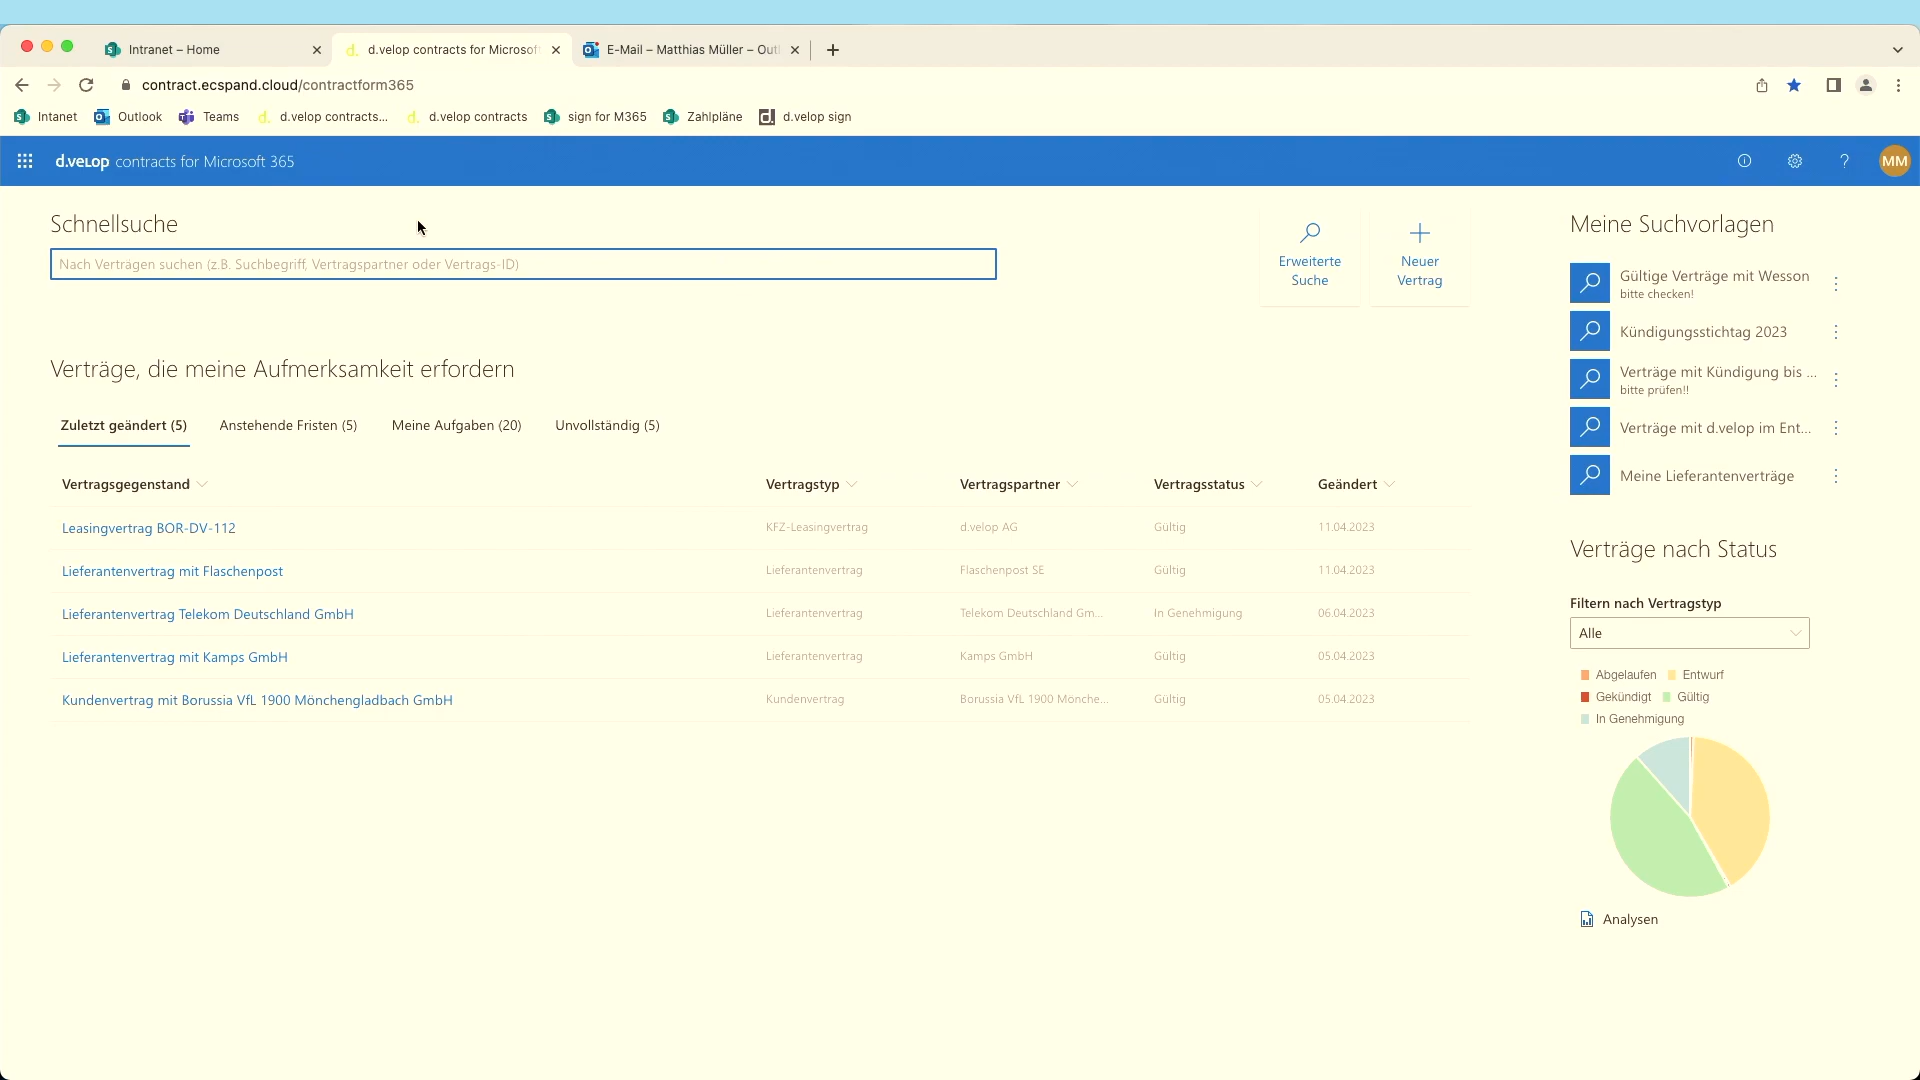 Intranet – Home
d.velop contracts for Microsof
E-Mail – Matthias Müller – Out
contract.ecspand.cloud/contractform365
Intanet
Outlook
Teams
d.velop contracts...
d.velop contracts
sign for M365
Zahlpläne
d.velop sign
d.velop contracts for Microsoft 365
MM
Schnellsuche
Nach Verträgen suchen (z.B. Suchbegriff, Vertragspartner oder Vertrags-ID)
Erweiterte
Suche
Neuer
Vertrag
Verträge, die meine Aufmerksamkeit erfordern
Zuletzt geändert (5)
Anstehende Fristen (5)
Meine Aufgaben (20)
Unvollständig (5)
Vertragsgegenstand Vertragstyp Vertragspartner Vertragsstatus Geändert
Leasingvertrag BOR-DV-112 KFZ-Leasingvertrag d.velop AG Gültig 11.04.2023
Lieferantenvertrag mit Flaschenpost Lieferantenvertrag Flaschenpost SE Gültig 11.04.2023
Lieferantenvertrag Telekom Deutschland GmbH Lieferantenvertrag Telekom Deutschland Gm... In Genehmigung 06.04.2023
Lieferantenvertrag mit Kamps GmbH Lieferantenvertrag Kamps GmbH Gültig 05.04.2023
Kundenvertrag mit Borussia VfL 1900 Mönchengladbach GmbH Kundenvertrag Borussia VfL 1900 Mönche... Gültig 05.04.2023
Meine Suchvorlagen
Gültige Verträge mit Wesson
bitte checken!
Kündigungsstichtag 2023
Verträge mit Kündigung bis ...
bitte prüfen!!
Verträge mit d.velop im Ent...
Meine Lieferantenverträge
Verträge nach Status
Filtern nach Vertragstyp
Alle
Abgelaufen Entwurf
Gekündigt Gültig
In Genehmigung
Analysen